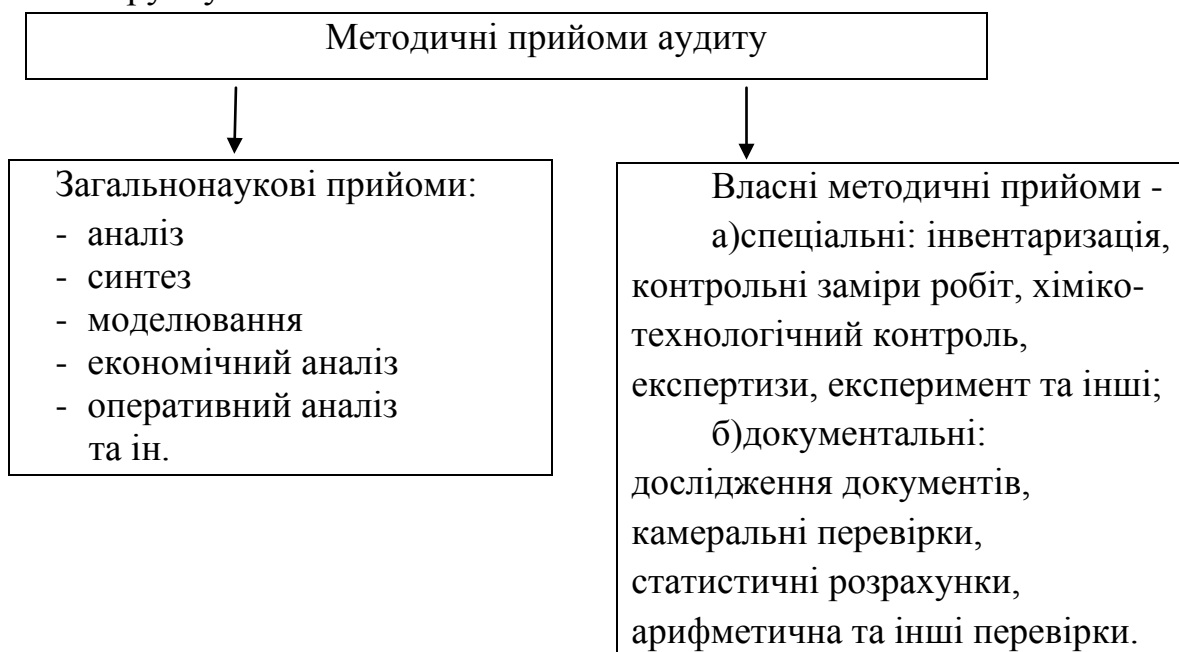 Методичні прийоми аудиту
Загальнонаукові прийоми:
- аналіз
- синтез
- моделювання
- економічний аналіз
- оперативний аналіз
та ін.
Власні методичні прийоми -
а)спеціальні: інвентаризація,
контрольні заміри робіт, хіміко-
технологічний контроль,
експертизи, експеримент та інші;
б)документальні:
дослідження документів,
камеральні перевірки,
статистичні розрахунки,
арифметична та інші перевірки.